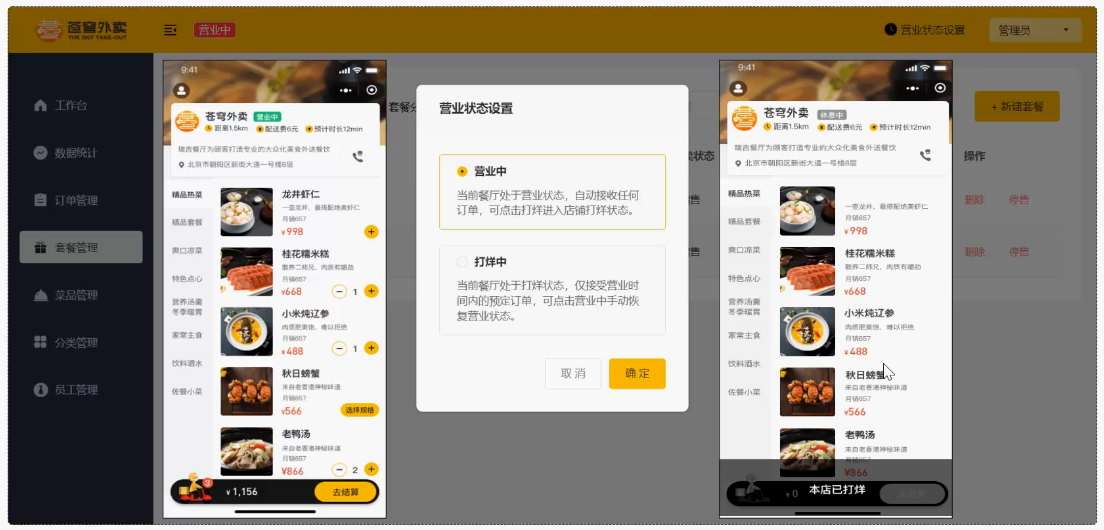 苍穹外卖
THE SKY TAKE-OUT
营业中
营业状态设置
管理员
工作台
数据统计
订单管理
套餐管理
菜品管理
分类管理
员工管理
9:41
苍穹外卖 营业中
距离1.5km 配送费6元 预计时长12min
瑞吉餐厅为顾客打造专业的大众化美食外送餐饮
北京市朝阳区新街大道一号楼8层
精品热菜
精品套餐
爽口凉菜
特色点心
营养汤羹
冬季暖胃
家常主食
饮料酒水
佐餐小菜
龙井虾仁
一壶龙井、最搭配绝美虾仁
月销657
¥998
桂花糯米糕
散养二师兄、肉质有嚼劲
月销657
¥668 1
小米炖辽参
肉质肥美饱、难以拒绝
月销657
¥488 1
秋日螃蟹
来自老香港神秘味道
月销657
¥566 选择规格
老鸭汤
来自老香港神秘味道
月销657
¥866 2
3
¥1,156 去结算
套餐分
营业状态设置
营业中
当前餐厅处于营业状态，自动接收任何
订单，可点击打烊进入店铺打烊状态。
打烊中
当前餐厅处于打烊状态，仅接受营业时
间内的预定订单，可点击营业中手动恢
复营业状态。
取消 确定
状态
售
售
9:41
苍穹外卖 休息中
距离1.5km 配送费6元 预计时长12min
瑞吉餐厅为顾客打造专业的大众化美食外送餐饮
北京市朝阳区新街大道一号楼8层
精品热菜
精品套餐
爽口凉菜
特色点心
营养汤羹
冬季暖胃
家常主食
饮料酒水
佐餐小菜
一壶龙井、最搭配绝美虾仁
月销657
¥998
桂花糯米糕
散养二师兄、肉质有嚼劲
月销657
¥668
小米炖辽参
肉质肥美饱、难以拒绝
月销657
¥488
秋日螃蟹
来自老香港神秘味道
月销657
¥566
老鸭汤
来自老香港神秘味道
月销657
¥866
¥0 本店已打烊
+ 新建套餐
操作
删除 停售
删除 停售